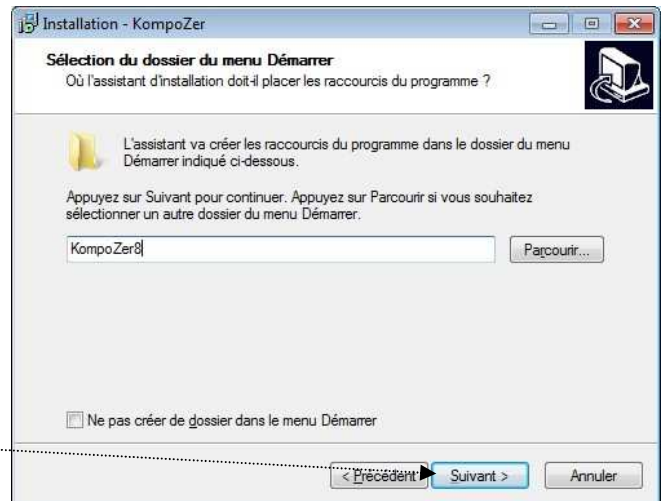 Installation - KompoZer
Sélection du dossier du menu Démarrer
Où l'assistant d'installation doit-il placer les raccourcis du programme ?
L'assistant va créer les raccourcis du programme dans le dossier du menu
Démarrer indiqué ci-dessous.
Appuyez sur Suivant pour continuer. Appuyez sur Parcourir si vous souhaitez
sélectionner un autre dossier du menu Démarrer.
KompoZer8
Parcourir...
Ne pas créer de dossier dans le menu Démarrer
< Précédent
Suivant >
Annuler